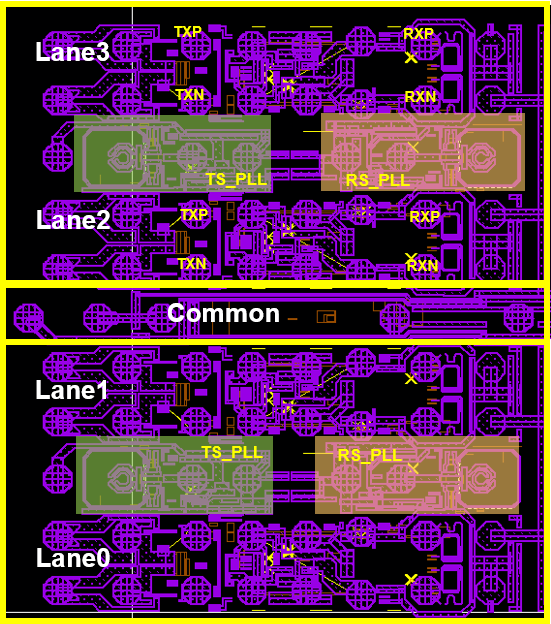 TXP RXP
Lane3
TXN RXN
TS_PLL RS_PLL
Lane2 TXP RXP
TXN RXN
Common
Lane1
TS_PLL RS_PLL
Lane0